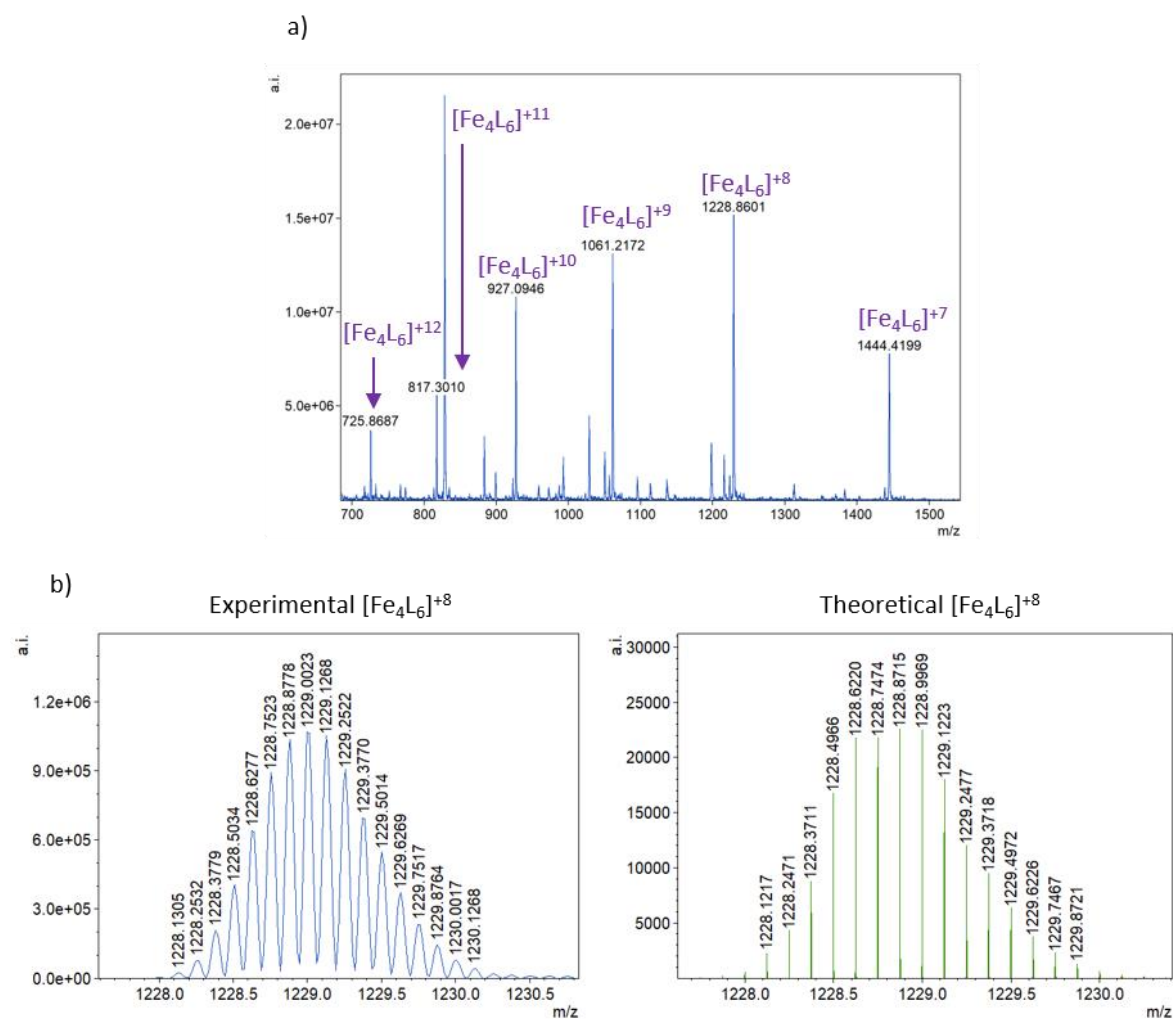 a)
a.i.
2.0e+07
1.5e+07
1.0e+07
5.0e+06
[Fe4L6]+12
725.8687
817.3010
[Fe4L6]+11
[Fe4L6]+10
927.0946
[Fe4L6]+9
1061.2172
[Fe4L6]+8
1228.8601
[Fe4L6]+7
1444.4199
700 800 900 1000 1100 1200 1300 1400 1500
m/z
b)
Experimental [Fe4L6]+8
a.i.
1.2e+06
9.0e+05
6.0e+05
3.0e+05
0.0e+00
1228.1305
1228.2532
1228.3779
1228.5034
1228.6277
1228.7523
1228.8778
1229.0023
1229.1268
1229.2522
1229.3770
1229.5014
1229.6269
1229.7517
1229.8764
1230.0017
1230.1268
1228.0 1228.5 1229.0 1229.5 1230.0 1230.5
m/z
Theoretical [Fe4L6]+8
a.i.
30000
25000
20000
15000
10000
5000
1228.1217
1228.2471
1228.3711
1228.4966
1228.6220
1228.7474
1228.8715
1228.9969
1229.1223
1229.2477
1229.3718
1229.4972
1229.6226
1229.7467
1229.8721
1228.0 1228.5 1229.0 1229.5 1230.0
m/z